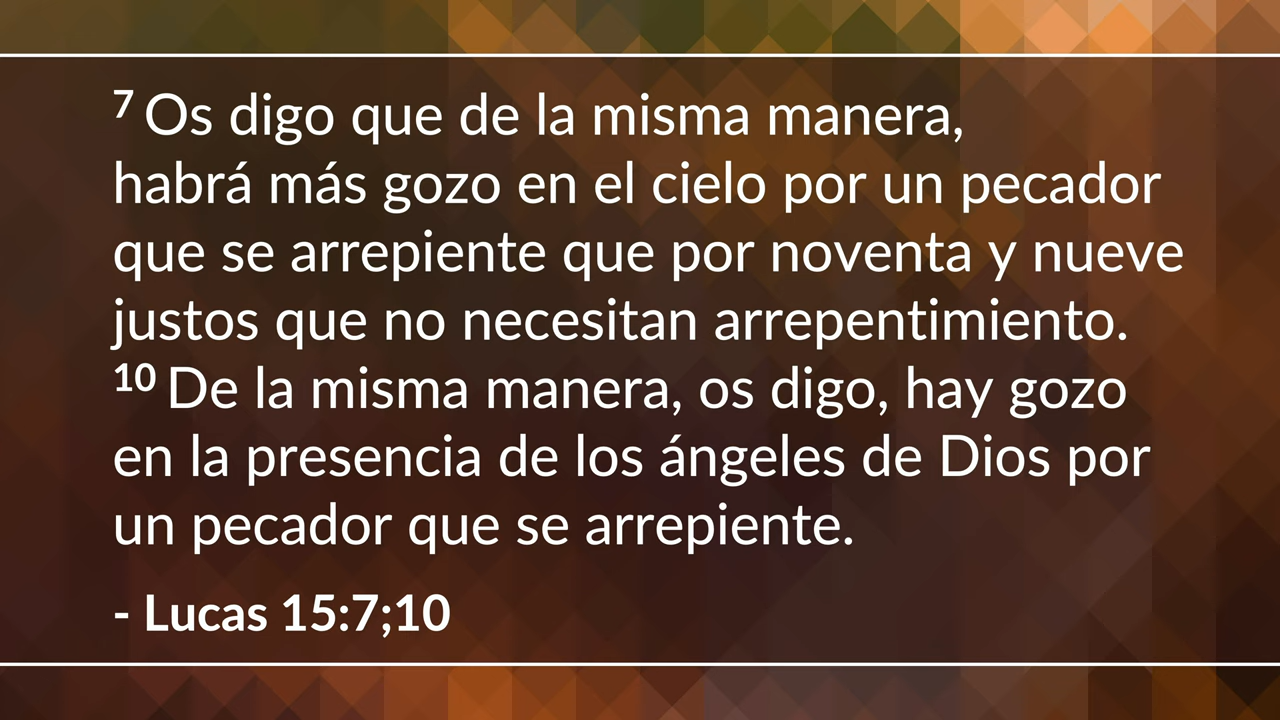 7 Os digo que de la misma manera,
habrá más gozo en el cielo por un pecador
que se arrepiente que por noventa y nueve
justos que no necesitan arrepentimiento.
10 De la misma manera, os digo, hay gozo
en la presencia de los ángeles de Dios por
un pecador que se arrepiente.
- Lucas 15:7;10